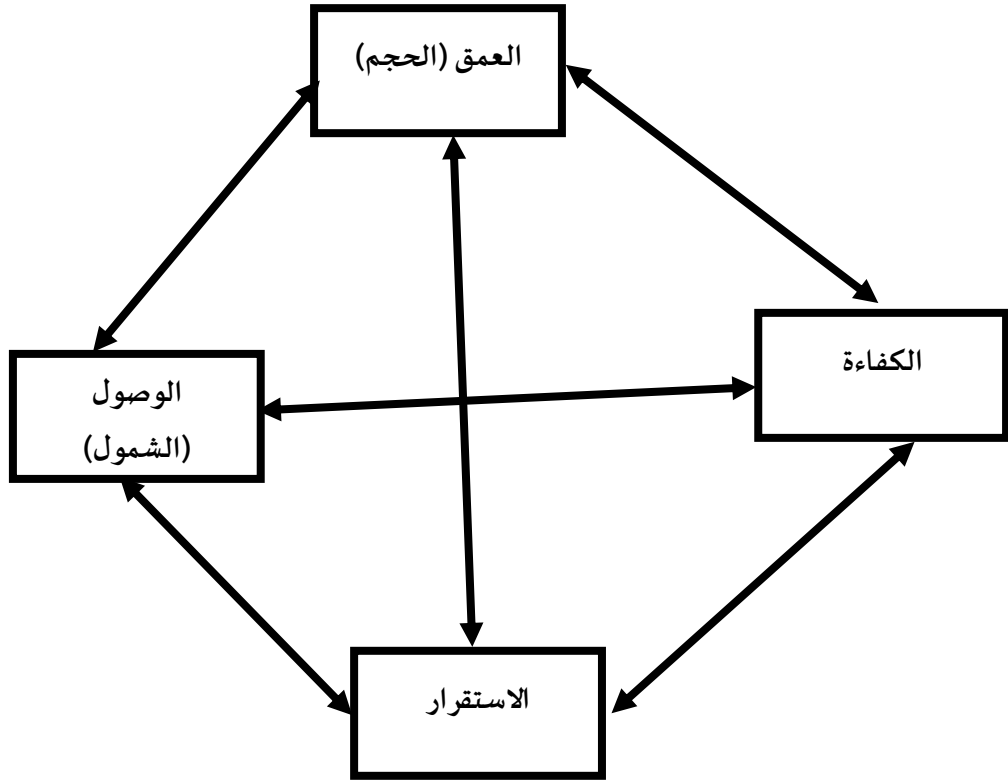 العمق (الحجم)
الكفاءة
الوصول
(الشمول)
الاستقرار